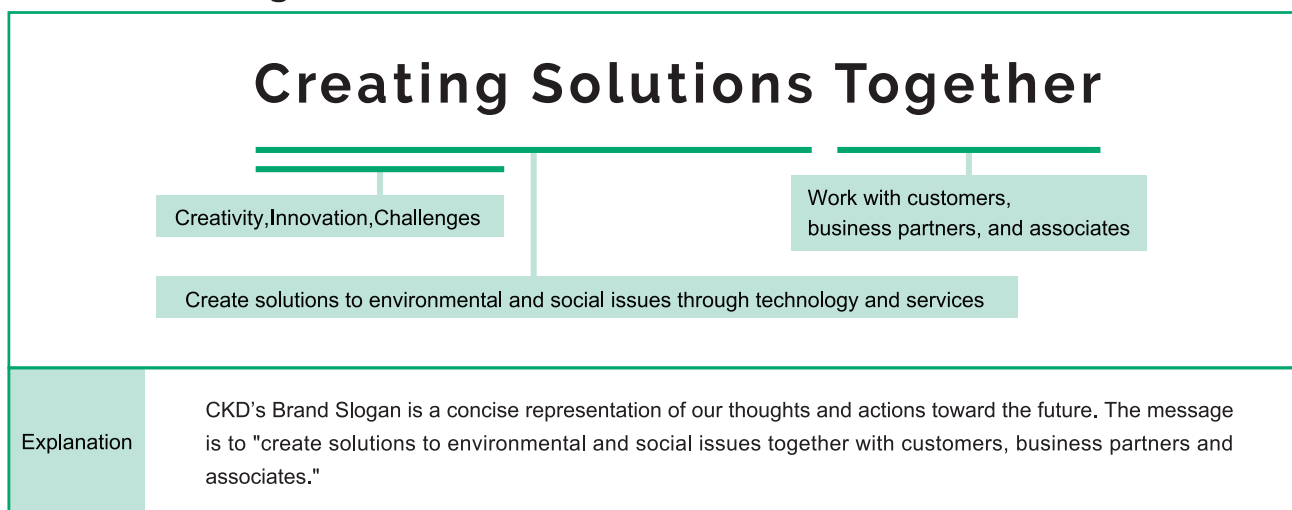 Creating Solutions Together
Creativity,Innovation,Challenges
Work with customers,
business partners, and associates
Create solutions to environmental and social issues through technology and services
Explanation
CKD's Brand Slogan is a concise representation of our thoughts and actions toward the future. The message
is to "create solutions to environmental and social issues together with customers, business partners and
associates."